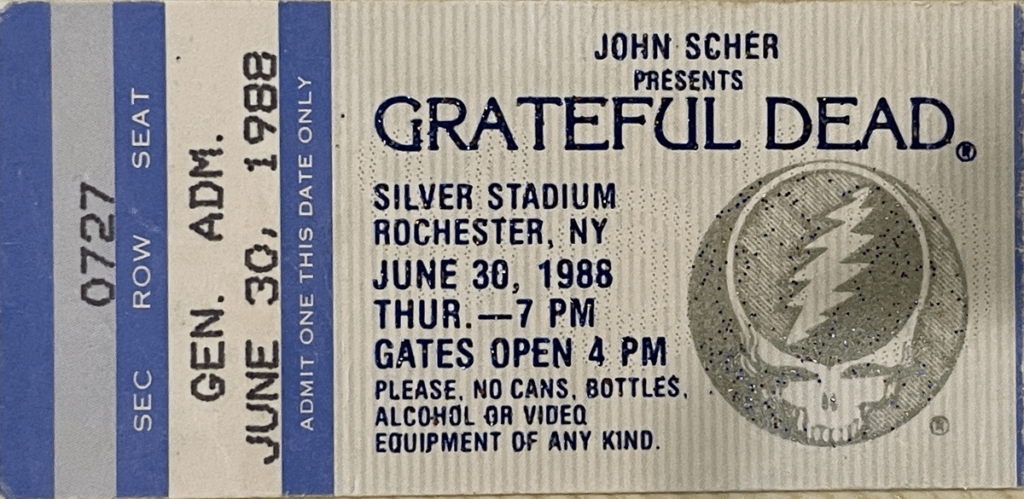 0727
SEC ROW SEAT
GEN. ADM.
JUNE 30, 1988
ADMIT ONE THIS DATE ONLY
JOHN SCHER
PRESENTS
GRATEFUL DEAD®
SILVER STADIUM
ROCHESTER, NY
JUNE 30, 1988
THUR.—7 PM
GATES OPEN 4 PM
PLEASE, NO CANS, BOTTLES,
ALCOHOL OR VIDEO
EQUIPMENT OF ANY KIND.
®